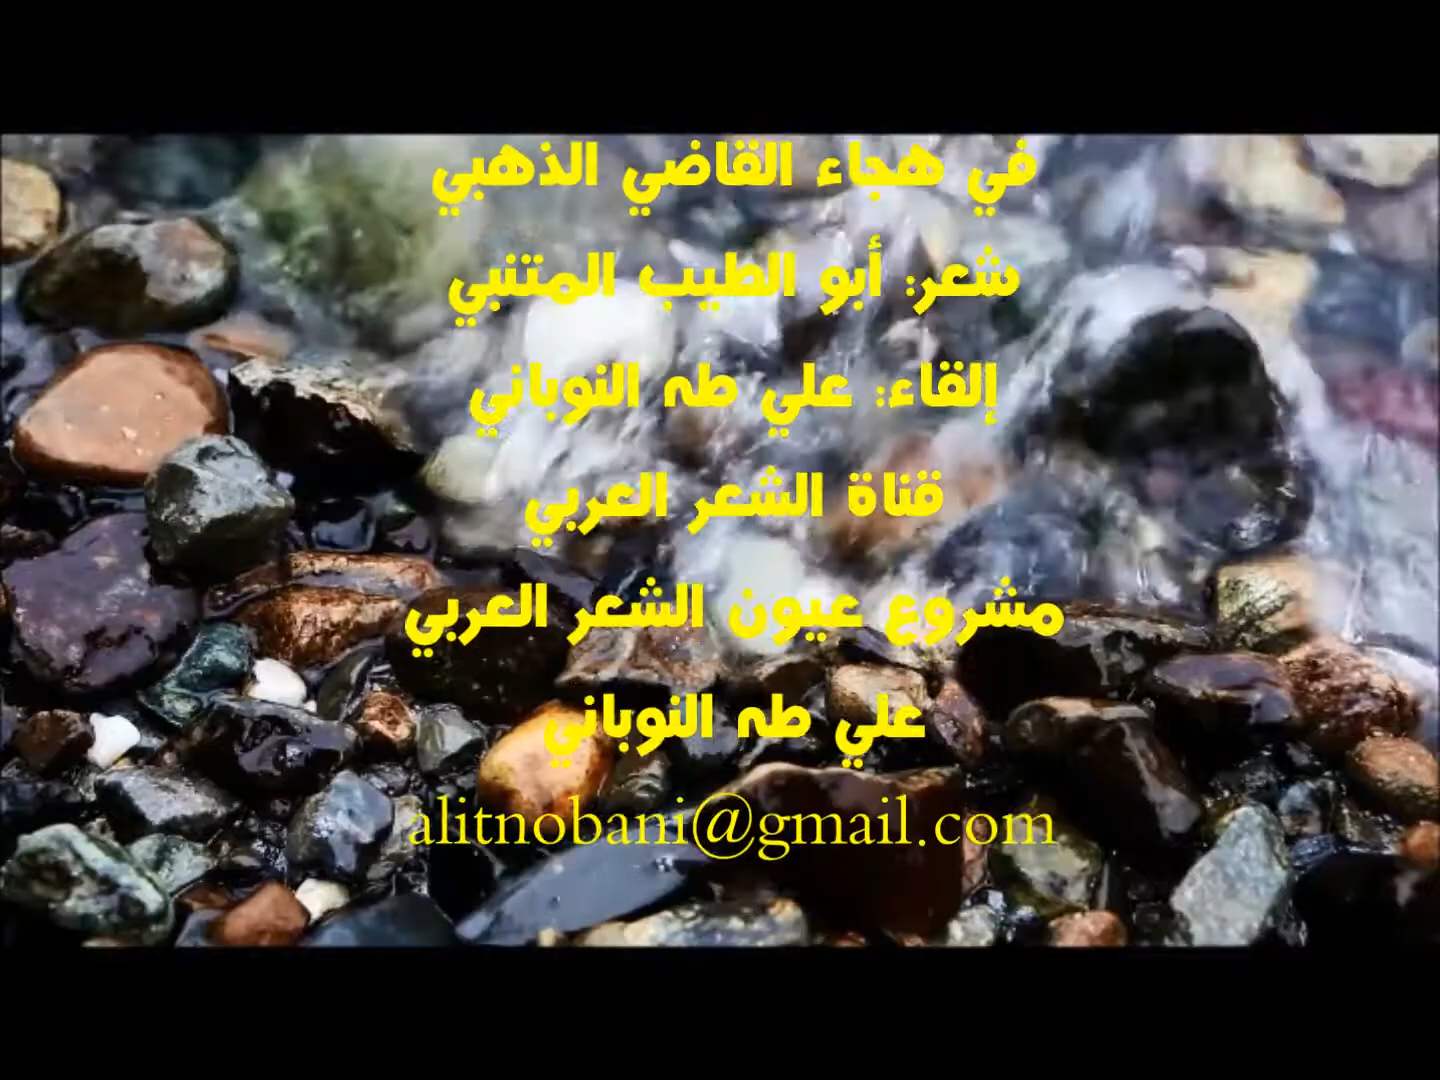 في هجاء القاضي الذهبي
شعر: أبو الطيب المتنبي
إلقاء: علي طه النوباني
قناة الشعر العربي
مشروع عيون الشعر العربي
علي طه النوباني
alitnobani@gmail.com